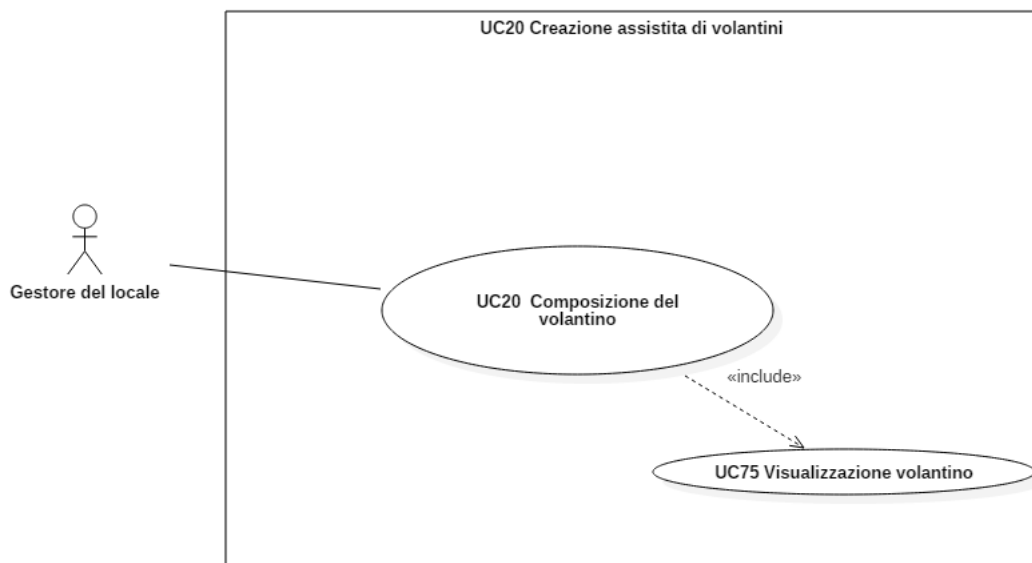 UC20 Creazione assistita di volantini
Gestore del locale
UC20  Composizione del
volantino
«include»
UC75 Visualizzazione volantino